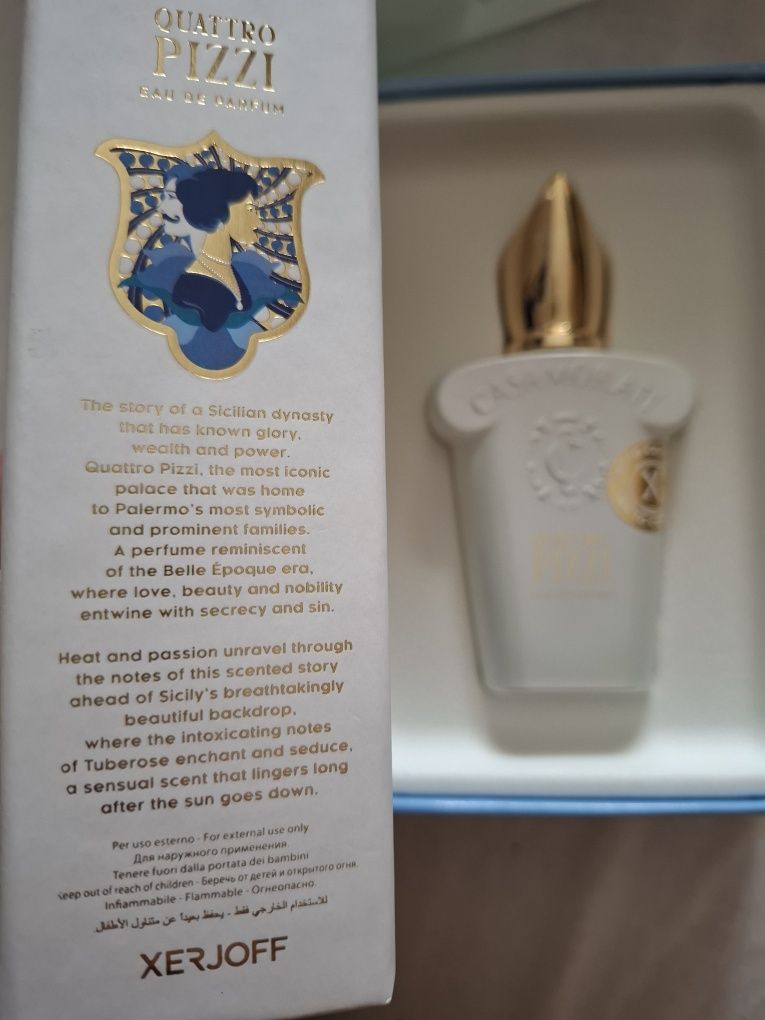 QUATTRO
PIZZI
EAU DE PARFUM
The story of a Sicilian dynasty
that has known glory,
wealth and power.
Quattro Pizzi, the most iconic
palace that was home
to Palermo's most symbolic
and prominent families.
A perfume reminiscent
of the Belle Époque era,
where love, beauty and nobility
entwine with secrecy and sin.
Heat and passion unravel through
the notes of this scented story
ahead of Sicily's breathtakingly
beautiful backdrop,
where the intoxicating notes
of Tuberose enchant and seduce,
a sensual scent that lingers long
after the sun goes down.
Per uso esterno - For external use only
Для наружного применения.
Tenere fuori dalla portata dei bambini
Keep out of reach of children - Беречь от детей и открытого огня.
Infiammabile - Flammable - Огнеопасно.
للاستخدام الخارجي فقط - يحفظ بعيداً عن متناول الأطفال.
XERJOFF
CASAMORATI
QUATTRO
PIZZI